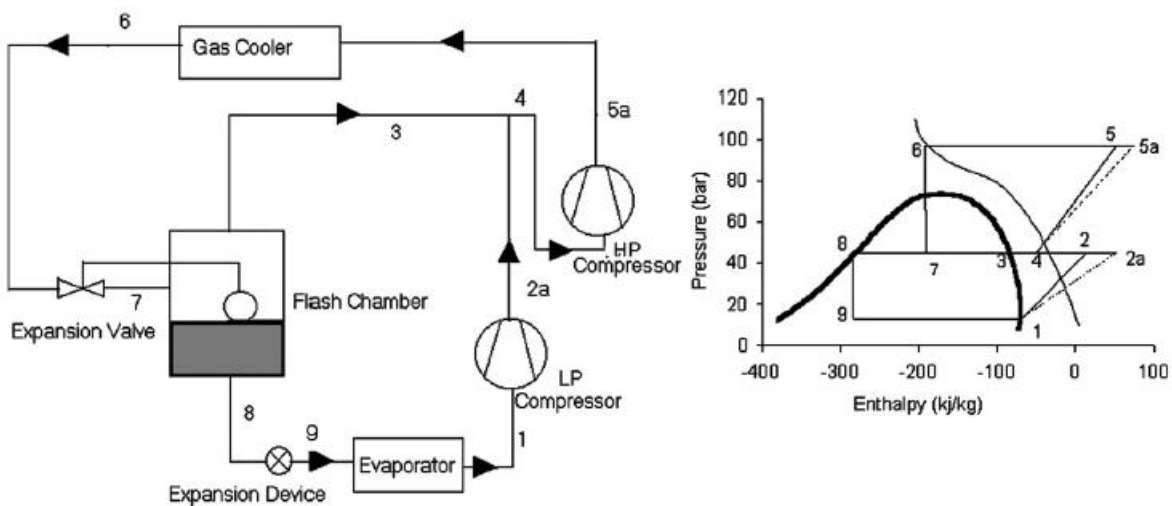 6
Gas Cooler
4
3
5a
HP
Compressor
7
Flash Chamber
Expansion Valve
2a
LP
Compressor
8
9
1
Evaporator
Expansion Device
Pressure (bar)
120
100
80
60
40
20
0
6
5
5a
8
7
3
4
2
2a
9
1
-400
-300
-200
-100
0
100
Enthalpy (kj/kg)